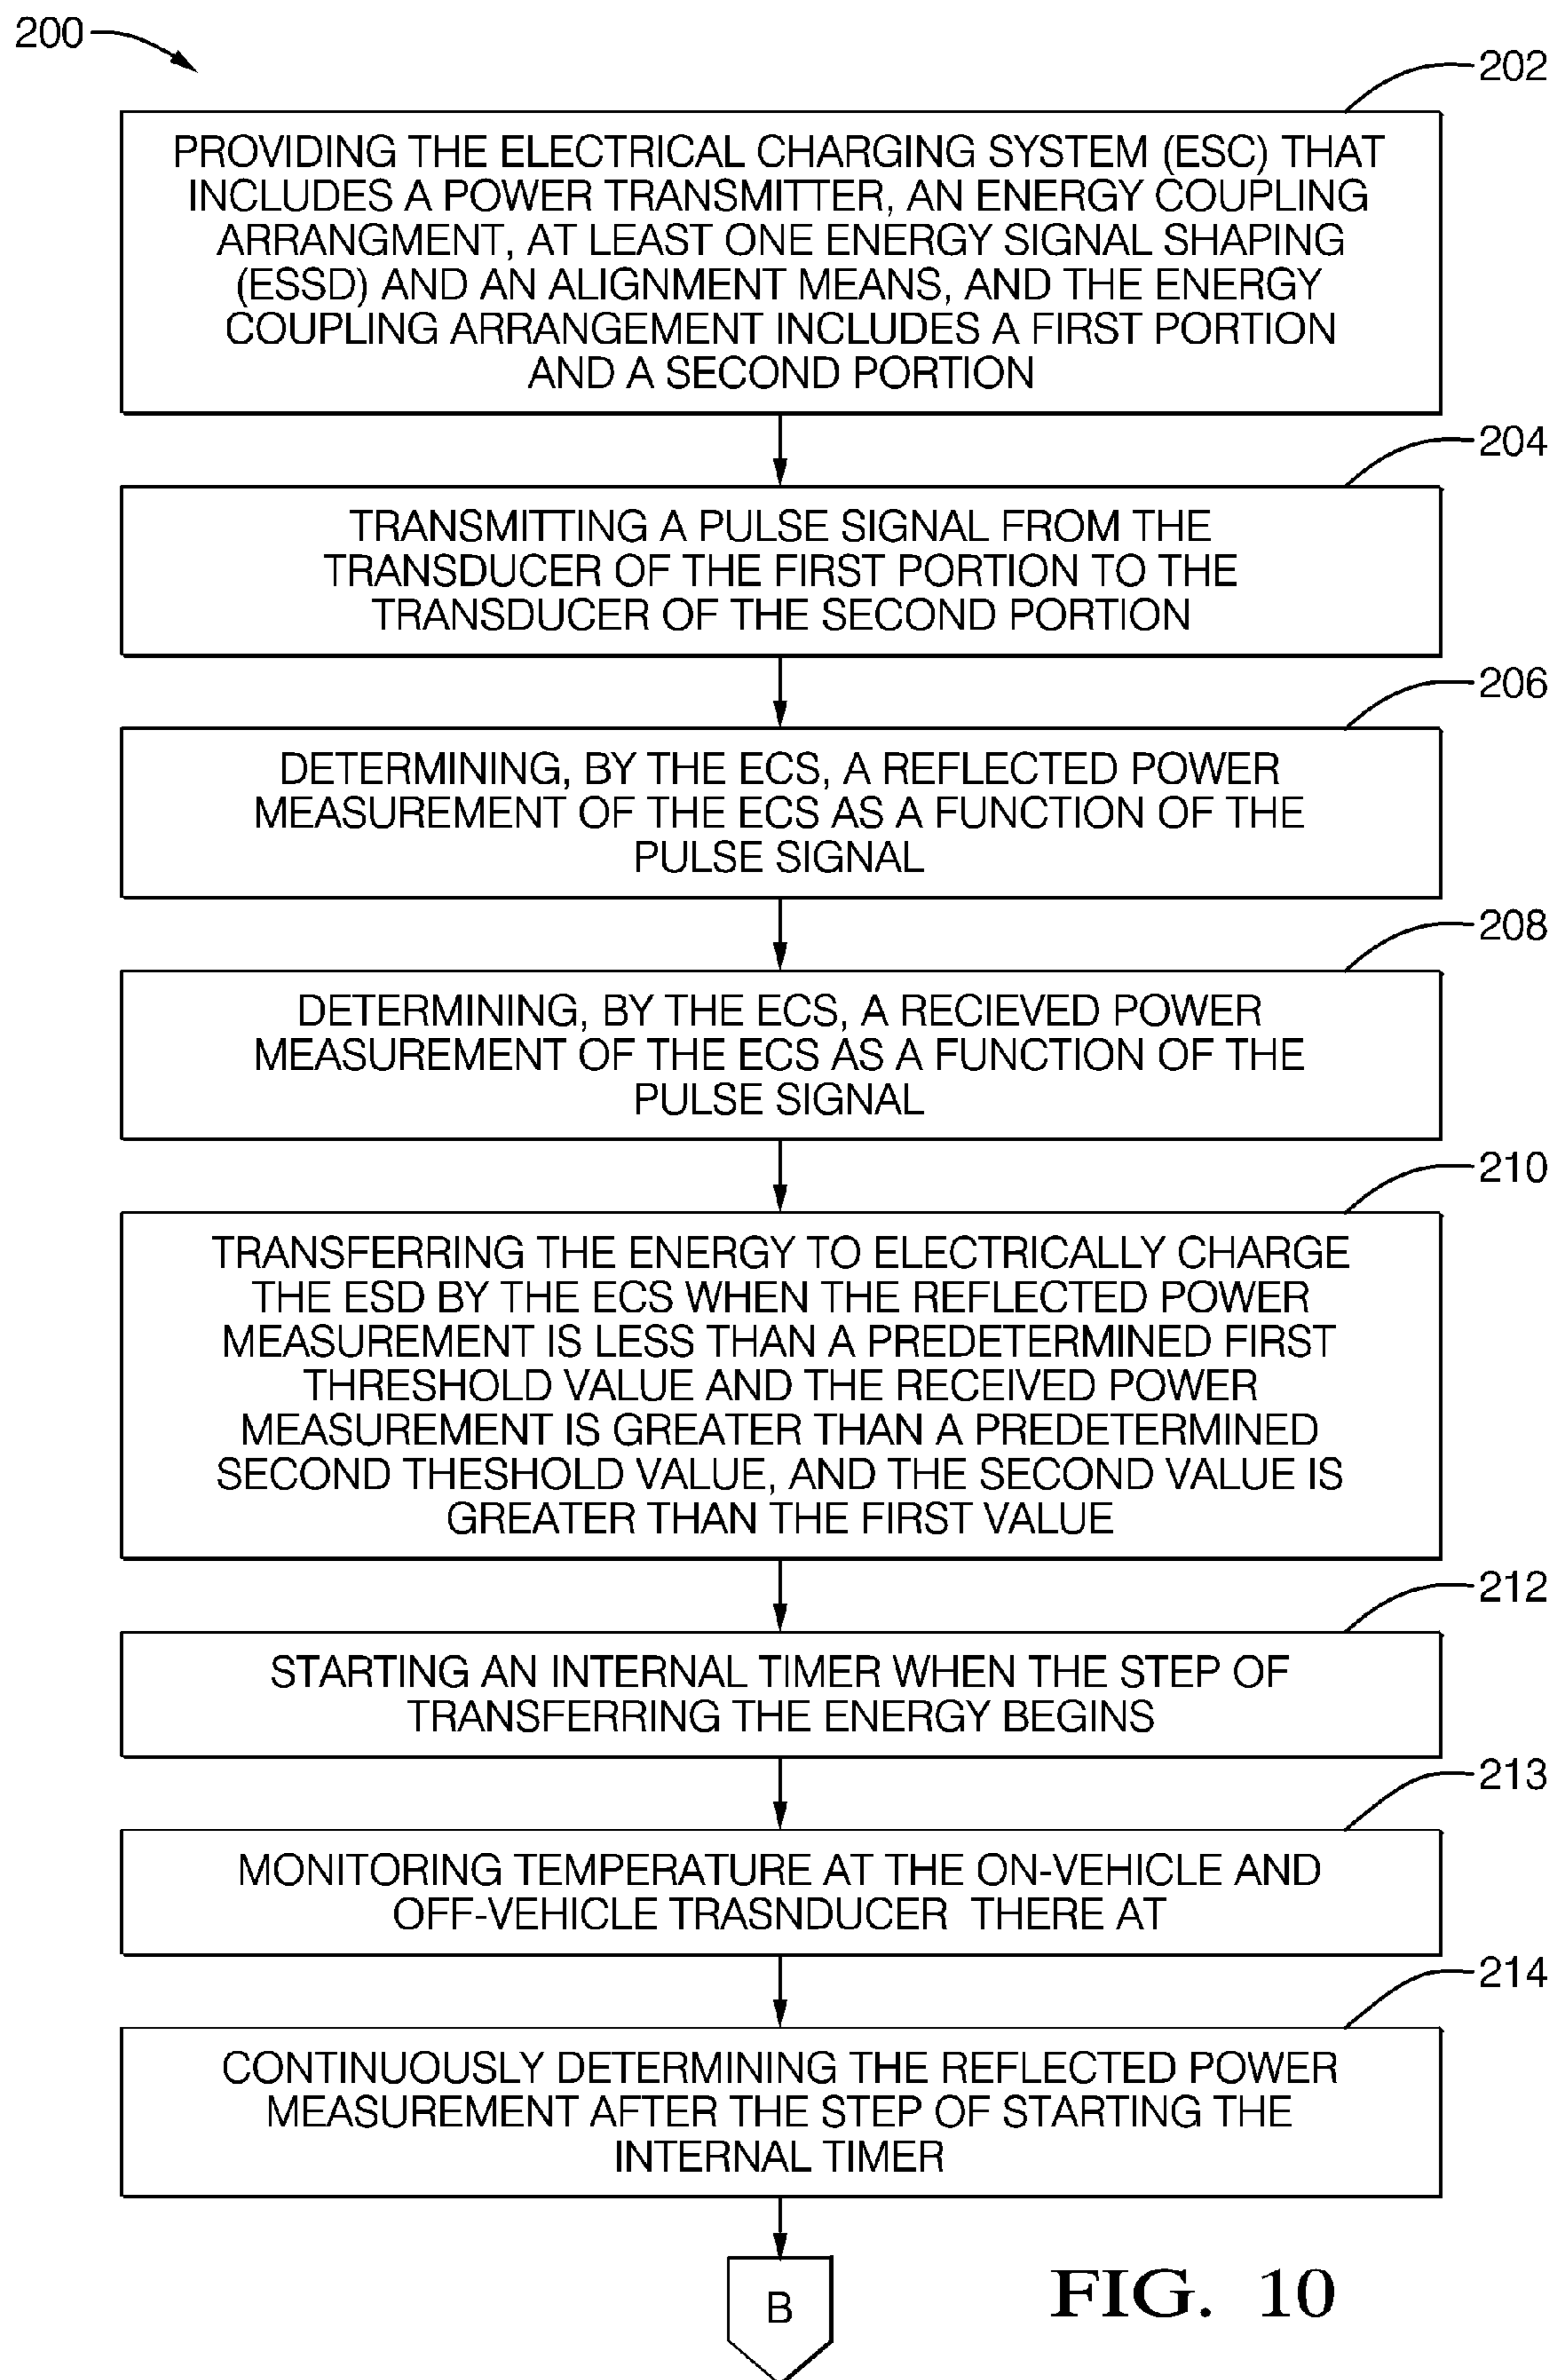 200
202
PROVIDING THE ELECTRICAL CHARGING SYSTEM (ESC) THAT
INCLUDES A POWER TRANSMITTER, AN ENERGY COUPLING
ARRANGMENT, AT LEAST ONE ENERGY SIGNAL SHAPING
(ESSD) AND AN ALIGNMENT MEANS, AND THE ENERGY
COUPLING ARRANGEMENT INCLUDES A FIRST PORTION
AND A SECOND PORTION
204
TRANSMITTING A PULSE SIGNAL FROM THE
TRANSDUCER OF THE FIRST PORTION TO THE
TRANSDUCER OF THE SECOND PORTION
206
DETERMINING, BY THE ECS, A REFLECTED POWER
MEASUREMENT OF THE ECS AS A FUNCTION OF THE
PULSE SIGNAL
208
DETERMINING, BY THE ECS, A RECIEVED POWER
MEASUREMENT OF THE ECS AS A FUNCTION OF THE
PULSE SIGNAL
210
TRANSFERRING THE ENERGY TO ELECTRICALLY CHARGE
THE ESD BY THE ECS WHEN THE REFLECTED POWER
MEASUREMENT IS LESS THAN A PREDETERMINED FIRST
THRESHOLD VALUE AND THE RECEIVED POWER
MEASUREMENT IS GREATER THAN A PREDETERMINED
SECOND THESHOLD VALUE, AND THE SECOND VALUE IS
GREATER THAN THE FIRST VALUE
212
STARTING AN INTERNAL TIMER WHEN THE STEP OF
TRANSFERRING THE ENERGY BEGINS
213
MONITORING TEMPERATURE AT THE ON-VEHICLE AND
OFF-VEHICLE TRASNDUCER THERE AT
214
CONTINUOUSLY DETERMINING THE REFLECTED POWER
MEASUREMENT AFTER THE STEP OF STARTING THE
INTERNAL TIMER
B
FIG. 10